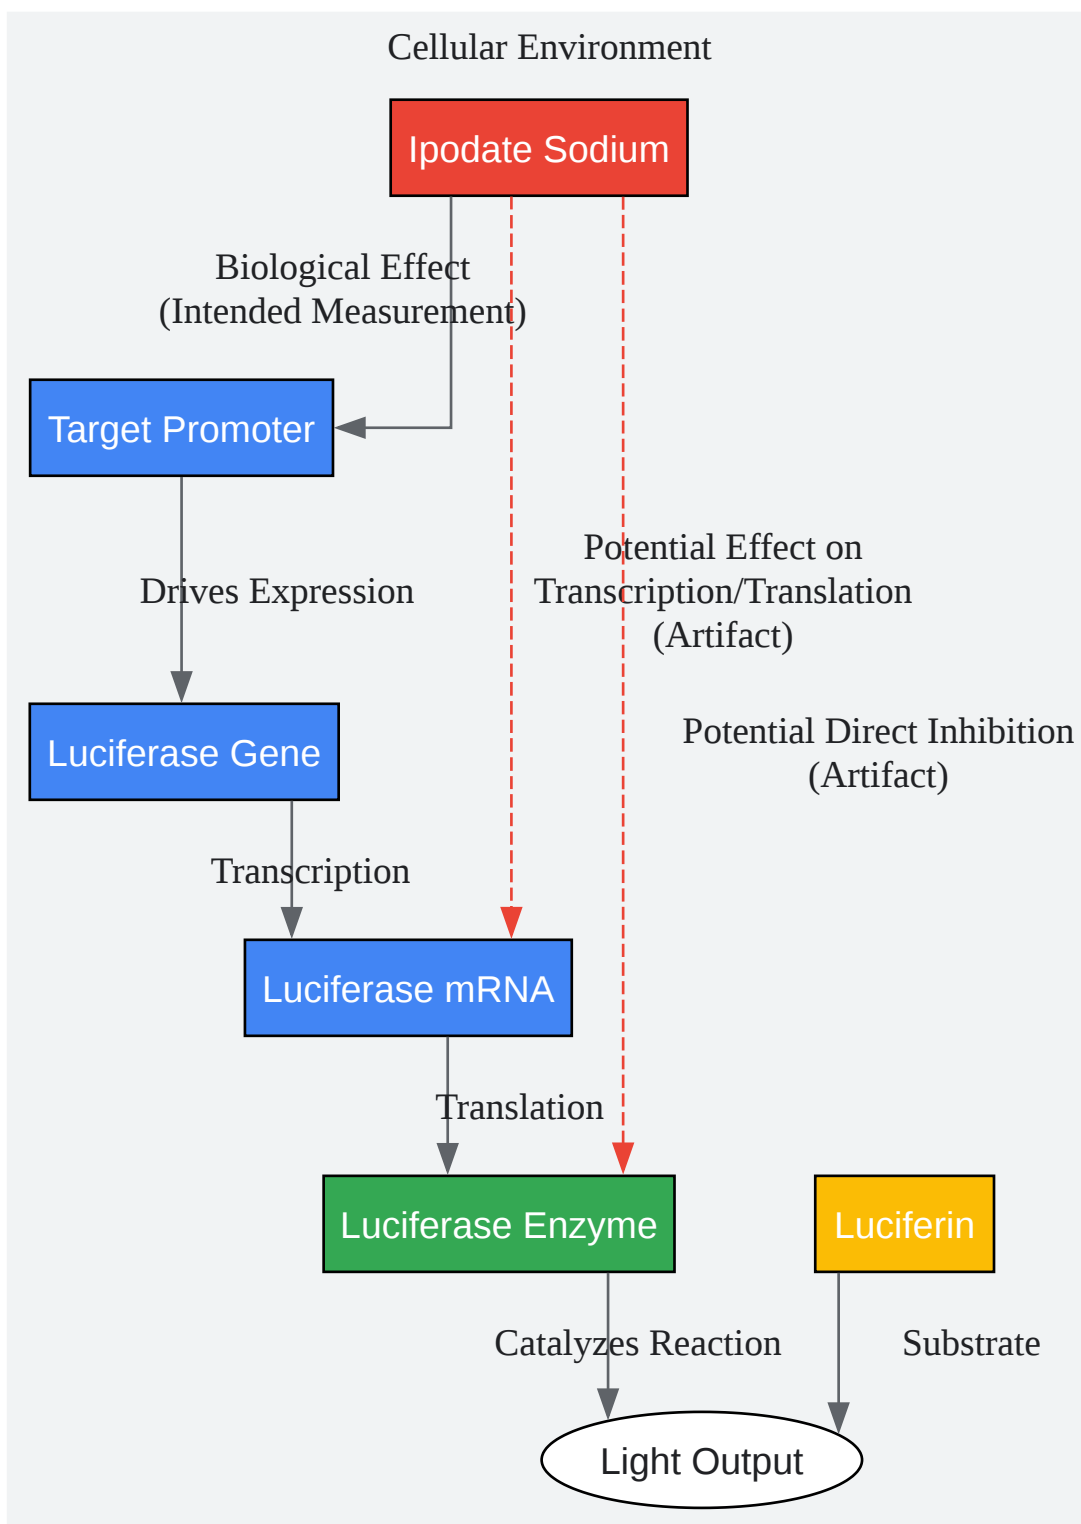 Cellular Environment
Ipodate Sodium
Biological Effect
(Intended Measurement)
Target Promoter
Potential Effect on
Transcription/Translation
(Artifact)
Drives Expression
Potential Direct Inhibition
(Artifact)
Luciferase Gene
Transcription
Luciferase mRNA
Translation
Luciferase Enzyme
Luciferin
Catalyzes Reaction
Substrate
Light Output